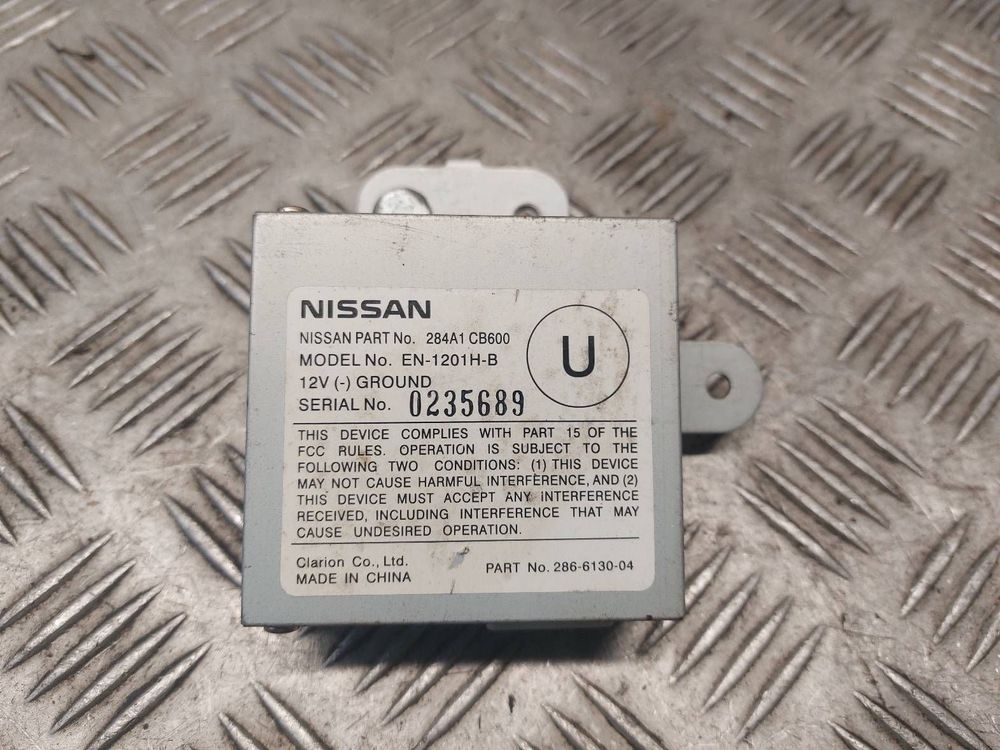 NISSAN
NISSAN PART No. 284A1 CB600
MODEL No. EN-1201H-B
12V (-) GROUND
SERIAL No. 0235689
U
THIS DEVICE COMPLIES WITH PART 15 OF THE
FCC RULES. OPERATION IS SUBJECT TO THE
FOLLOWING TWO CONDITIONS: (1) THIS DEVICE
MAY NOT CAUSE HARMFUL INTERFERENCE, AND (2)
THIS DEVICE MUST ACCEPT ANY INTERFERENCE
RECEIVED, INCLUDING INTERFERENCE THAT MAY
CAUSE UNDESIRED OPERATION.
Clarion Co., Ltd.
MADE IN CHINA
PART No. 286-6130-04